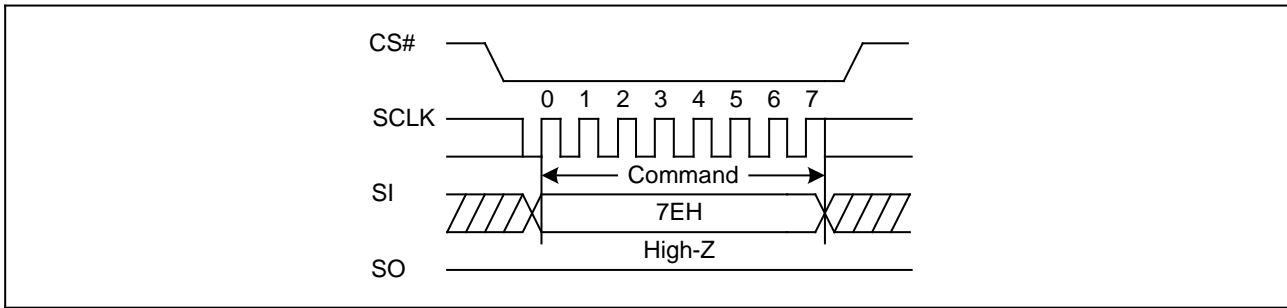 CS#
0 1 2 3 4 5 6 7
SCLK
Command
SI
7EH
High-Z
SO